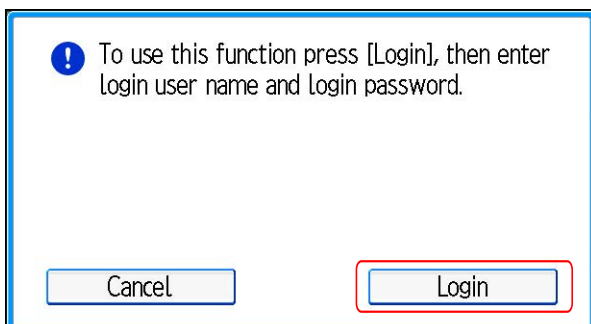 To use this function press [Login], then enter
login user name and login password.
Cancel
Login